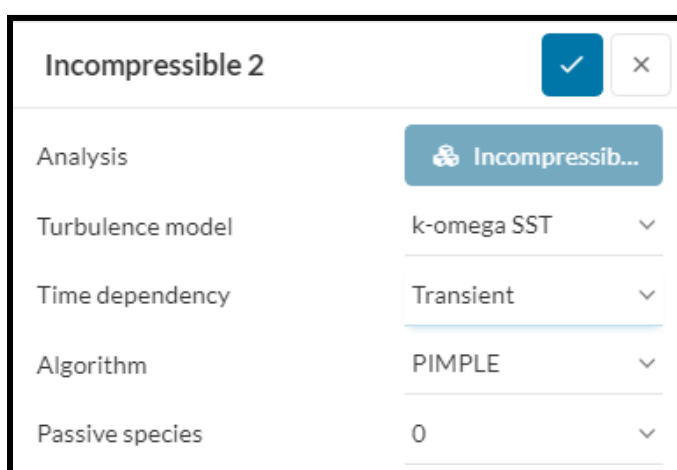 Incompressible 2
Analysis Incompressib...
Turbulence model k-omega SST
Time dependency Transient
Algorithm PIMPLE
Passive species 0